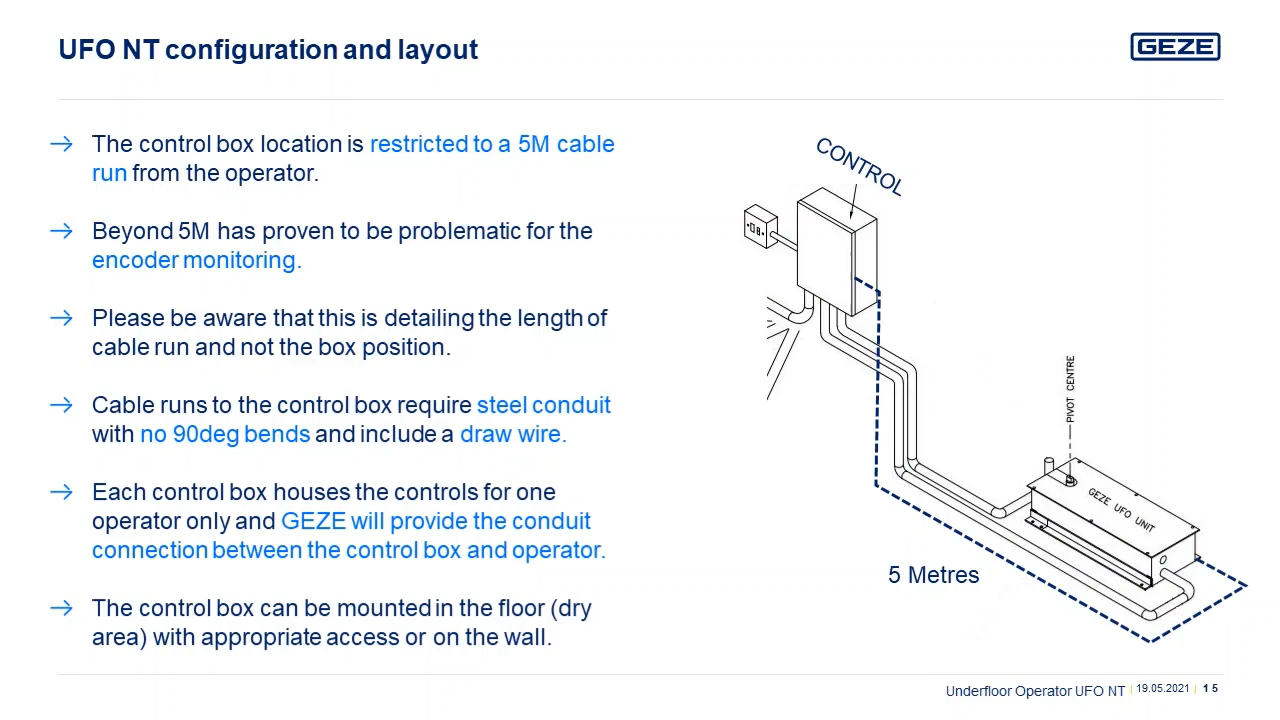 UFO NT configuration and layout
GEZE
The control box location is restricted to a 5M cable
run from the operator.
Beyond 5M has proven to be problematic for the
encoder monitoring.
Please be aware that this is detailing the length of
cable run and not the box position.
Cable runs to the control box require steel conduit
with no 90deg bends and include a draw wire.
Each control box houses the controls for one
operator only and GEZE will provide the conduit
connection between the control box and operator.
The control box can be mounted in the floor (dry
area) with appropriate access or on the wall.
CONTROL
PIVOT CENTRE
GEZE UFO UNIT
5 Metres
Underfloor Operator UFO NT | 19.05.2021 | 15